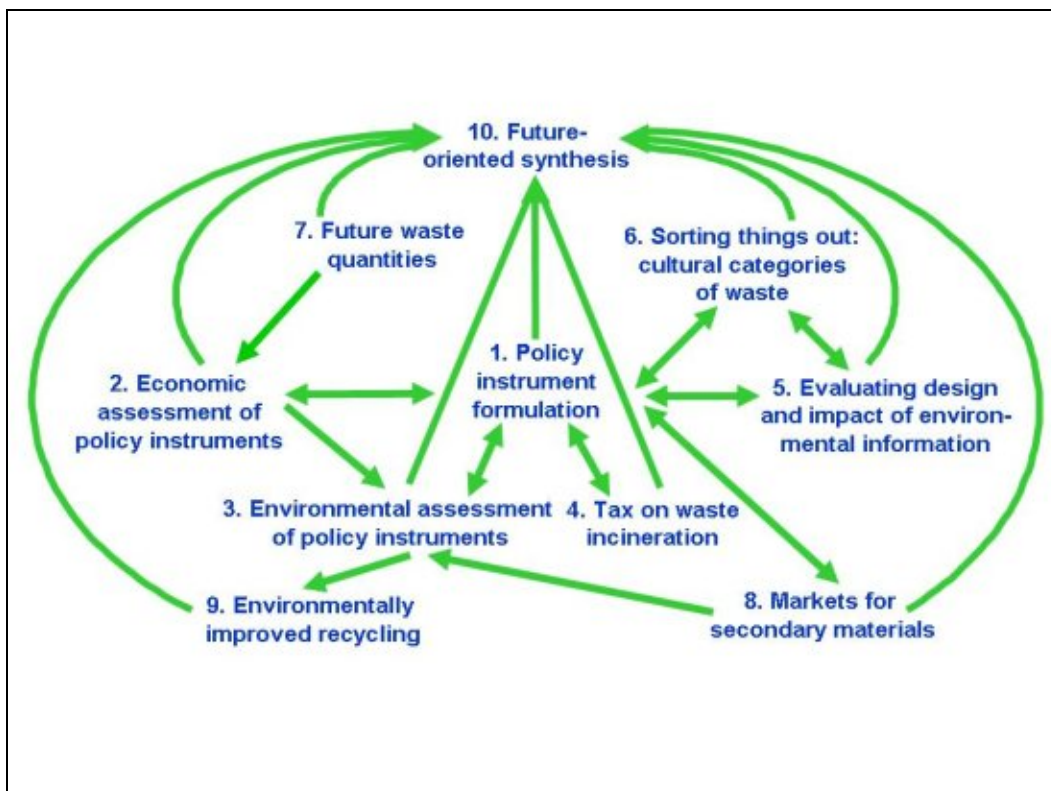 10. Future-
oriented synthesis
7. Future waste
quantities
6. Sorting things out:
cultural categories
of waste
1. Policy
instrument
formulation
2. Economic
assessment of
policy instruments
5. Evaluating design
and impact of environ-
mental information
3. Environmental assessment
of policy instruments
4. Tax on waste
incineration
9. Environmentally
improved recycling
8. Markets for
secondary materials